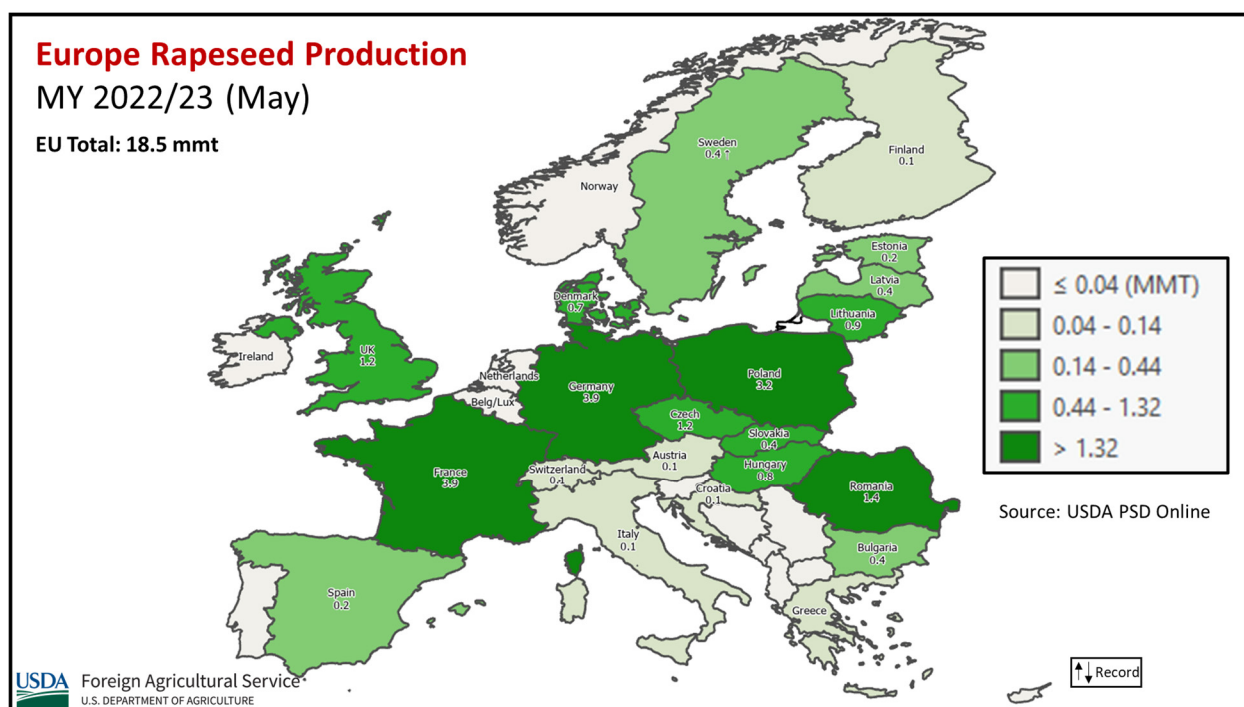 Europe Rapeseed Production
MY 2022/23 (May)
EU Total: 18.5 mmt
Sweden
0.4 ↑
Finland
0.1
Norway
Estonia
0.2
Latvia
0.4
Lithuania
0.9
Denmark
0.7
Ireland
UK
1.2
Netherlands
Belg/Lux
Germany
3.9
Poland
3.2
Czech
1.2
Slovakia
0.4
Austria
0.1
Hungary
0.8
France
3.9
Switzerland
0.1
Croatia
0.1
Romania
1.4
Italy
0.1
Bulgaria
0.4
Spain
0.2
Greece
≤ 0.04 (MMT)
0.04 - 0.14
0.14 - 0.44
0.44 - 1.32
> 1.32
Source: USDA PSD Online
↑↓ Record
USDA
Foreign Agricultural Service
U.S. DEPARTMENT OF AGRICULTURE